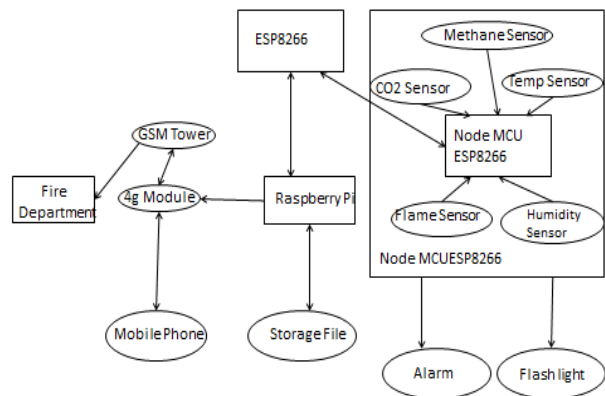 ESP8266
Methane Sensor
CO2 Sensor
Temp Sensor
Node MCU
ESP8266
GSM Tower
Fire
Department
4g Module
Raspberry Pi
Flame Sensor
Humidity
Sensor
Node MCUESP8266
Mobile Phone
Storage File
Alarm
Flash light